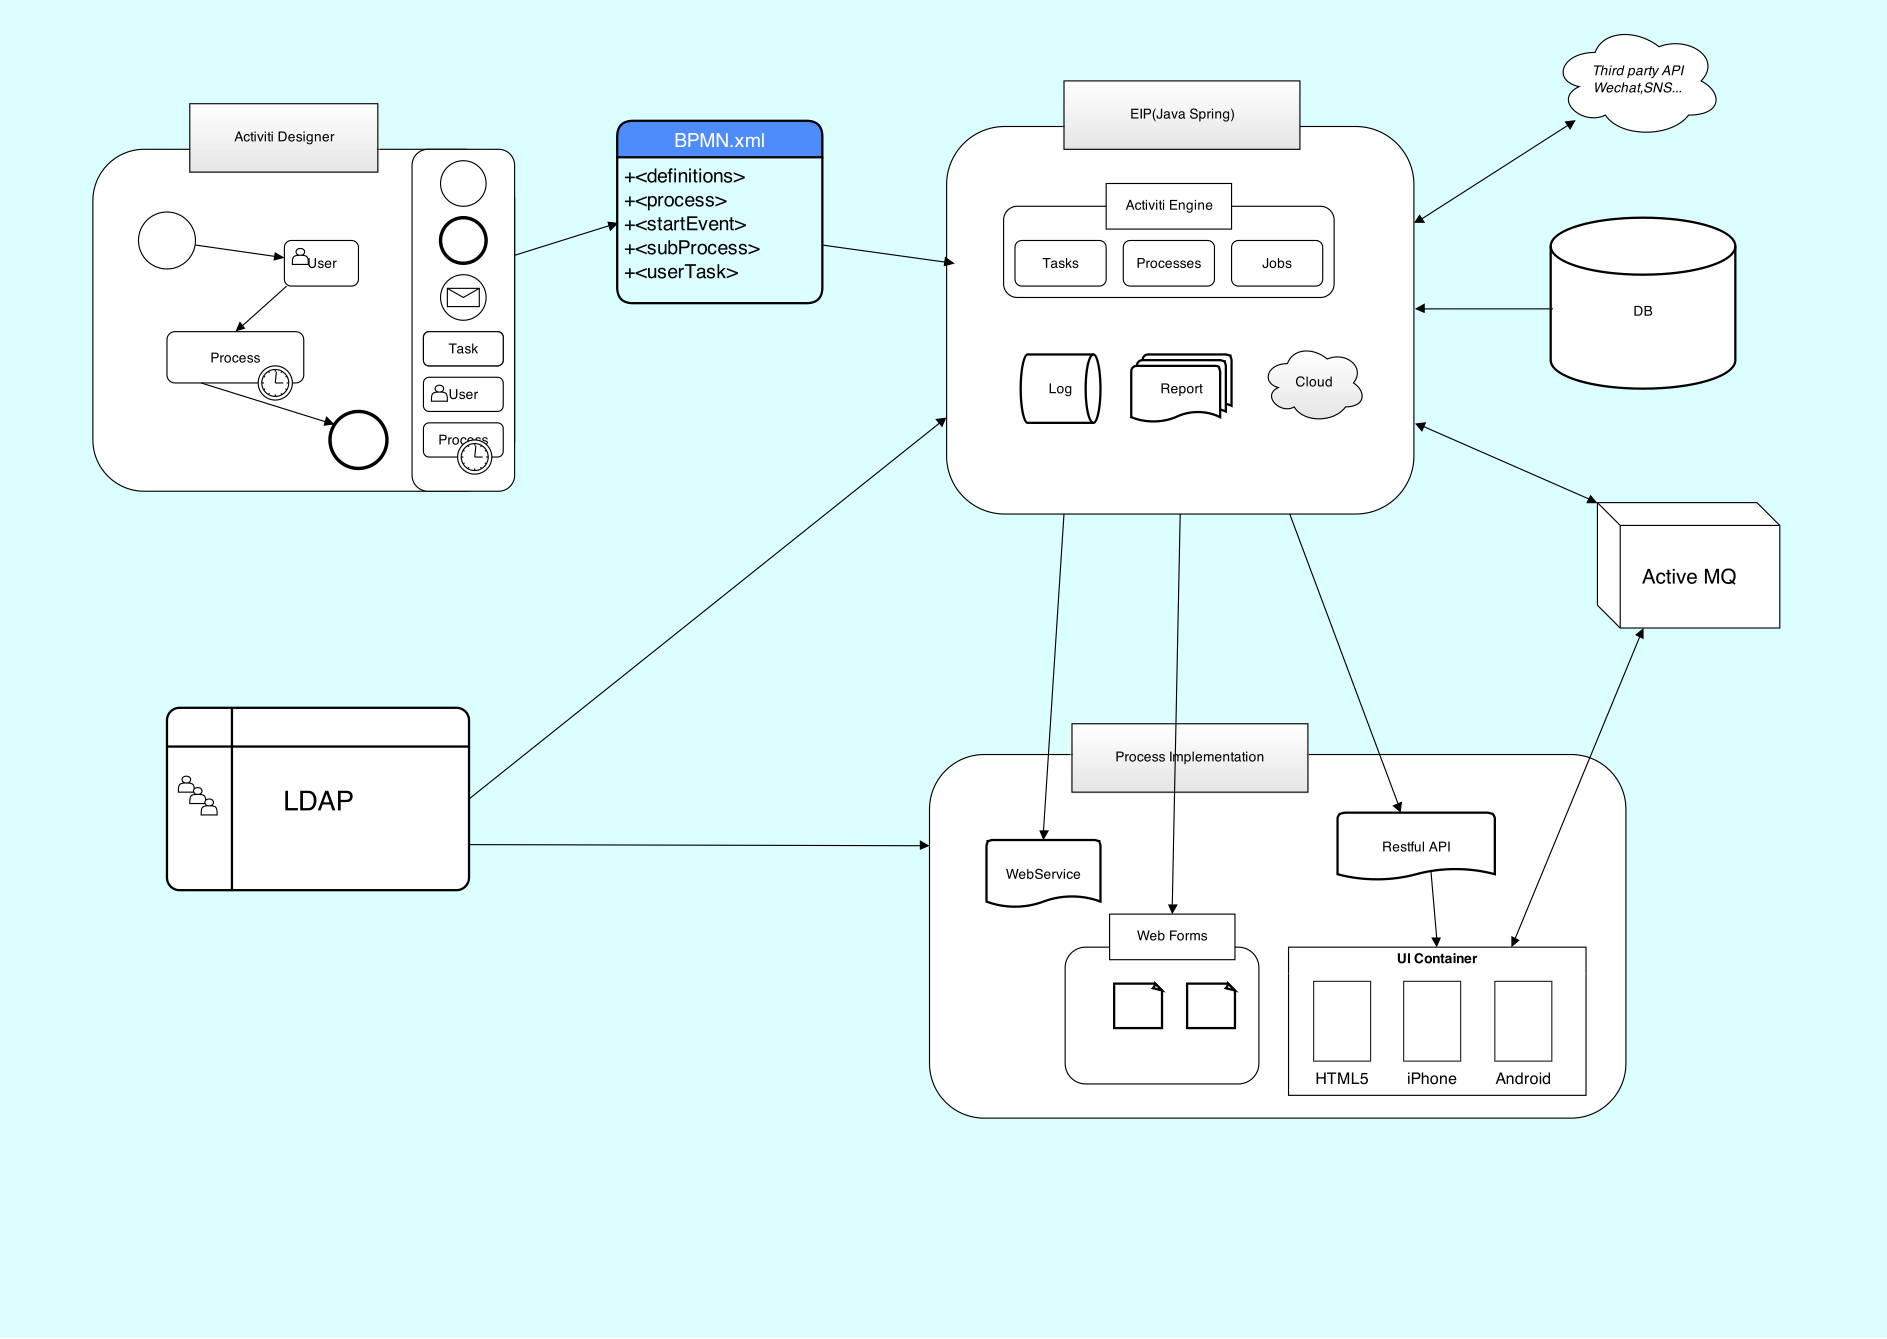 Activiti Designer
User
Process
Task
User
Process
BPMN.xml
+<definitions>
+<process>
+<startEvent>
+<subProcess>
+<userTask>
EIP(Java Spring)
Activiti Engine
Tasks
Processes
Jobs
Log
Report
Cloud
Third party API
Wechat,SNS...
DB
Active MQ
LDAP
Process Implementation
WebService
Restful API
Web Forms
UI Container
HTML5
iPhone
Android